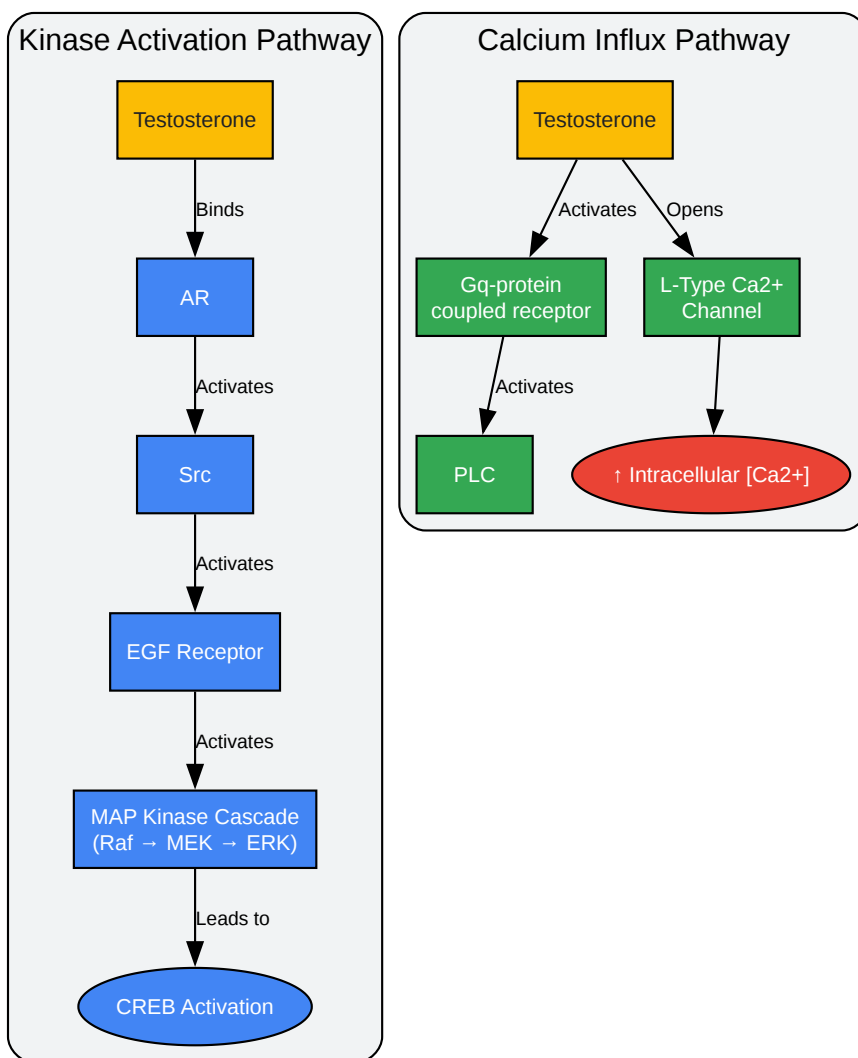 Kinase Activation Pathway
Testosterone
Binds
AR
Activates
Src
Activates
EGF Receptor
Activates
MAP Kinase Cascade
(Raf → MEK → ERK)
Leads to
CREB Activation
Calcium Influx Pathway
Testosterone
Activates
Opens
Gq-protein
coupled receptor
L-Type Ca2+
Channel
Activates
PLC
↑ Intracellular [Ca2+]